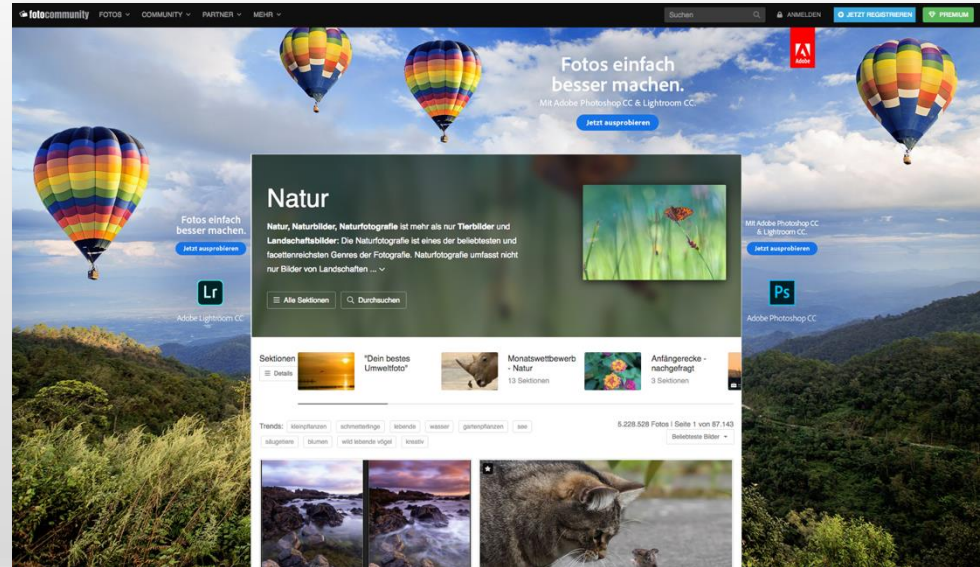 fotocommunity FOTOS COMMUNITY PARTNER MEHR Suchen ANMELDEN JETZT REGISTRIEREN PREMIUM
Adobe
Fotos einfach
besser machen.
Mit Adobe Photoshop CC & Lightroom CC.
Jetzt ausprobieren
Natur
Natur, Naturbilder, Naturfotografie ist mehr als nur Tierbilder und
Landschaftsbilder: Die Naturfotografie ist eines der beliebtesten und
facettenreichsten Genres der Fotografie. Naturfotografie umfasst nicht
nur Bilder von Landschaften ...
Alle Sektionen Durchsuchen
Fotos einfach
besser machen.
Jetzt ausprobieren
Lr
Adobe Lightroom CC
Mit Adobe Photoshop CC
& Lightroom CC.
Jetzt ausprobieren
Ps
Adobe Photoshop CC
Sektionen
Details
"Dein bestes
Umweltfoto"
Monatswettbewerb
- Natur
13 Sektionen
Anfängerecke -
nachgefragt
3 Sektionen
Trends: kleinpflanzen schmetterlinge lebende wasser gartenpflanzen see
säugetiere blumen wild lebende vögel kreativ
5.228.528 Fotos | Seite 1 von 87.143
Beliebteste Bilder